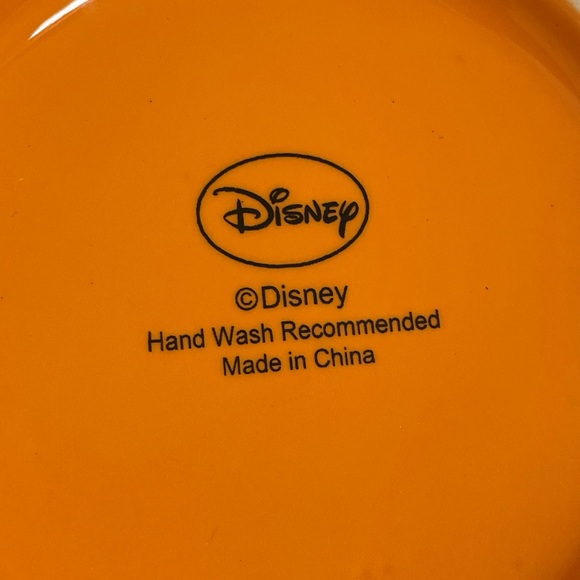 Disney
©Disney
Hand Wash Recommended
Made in China